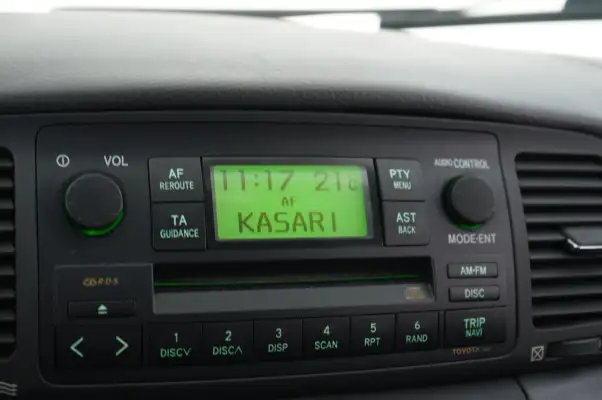 VOL
AF
REROUTE
TA
GUIDANCE
11:17 21c
AF
KASARI
PTY
MENU
AST
BACK
AUDIO CONTROL
MODE·ENT
AM·FM
DISC
R·D·S
< >
1
DISC∨
2
DISC∧
3
DISP
4
SCAN
5
RPT
6
RAND
TRIP
NAVI
TOYOTA